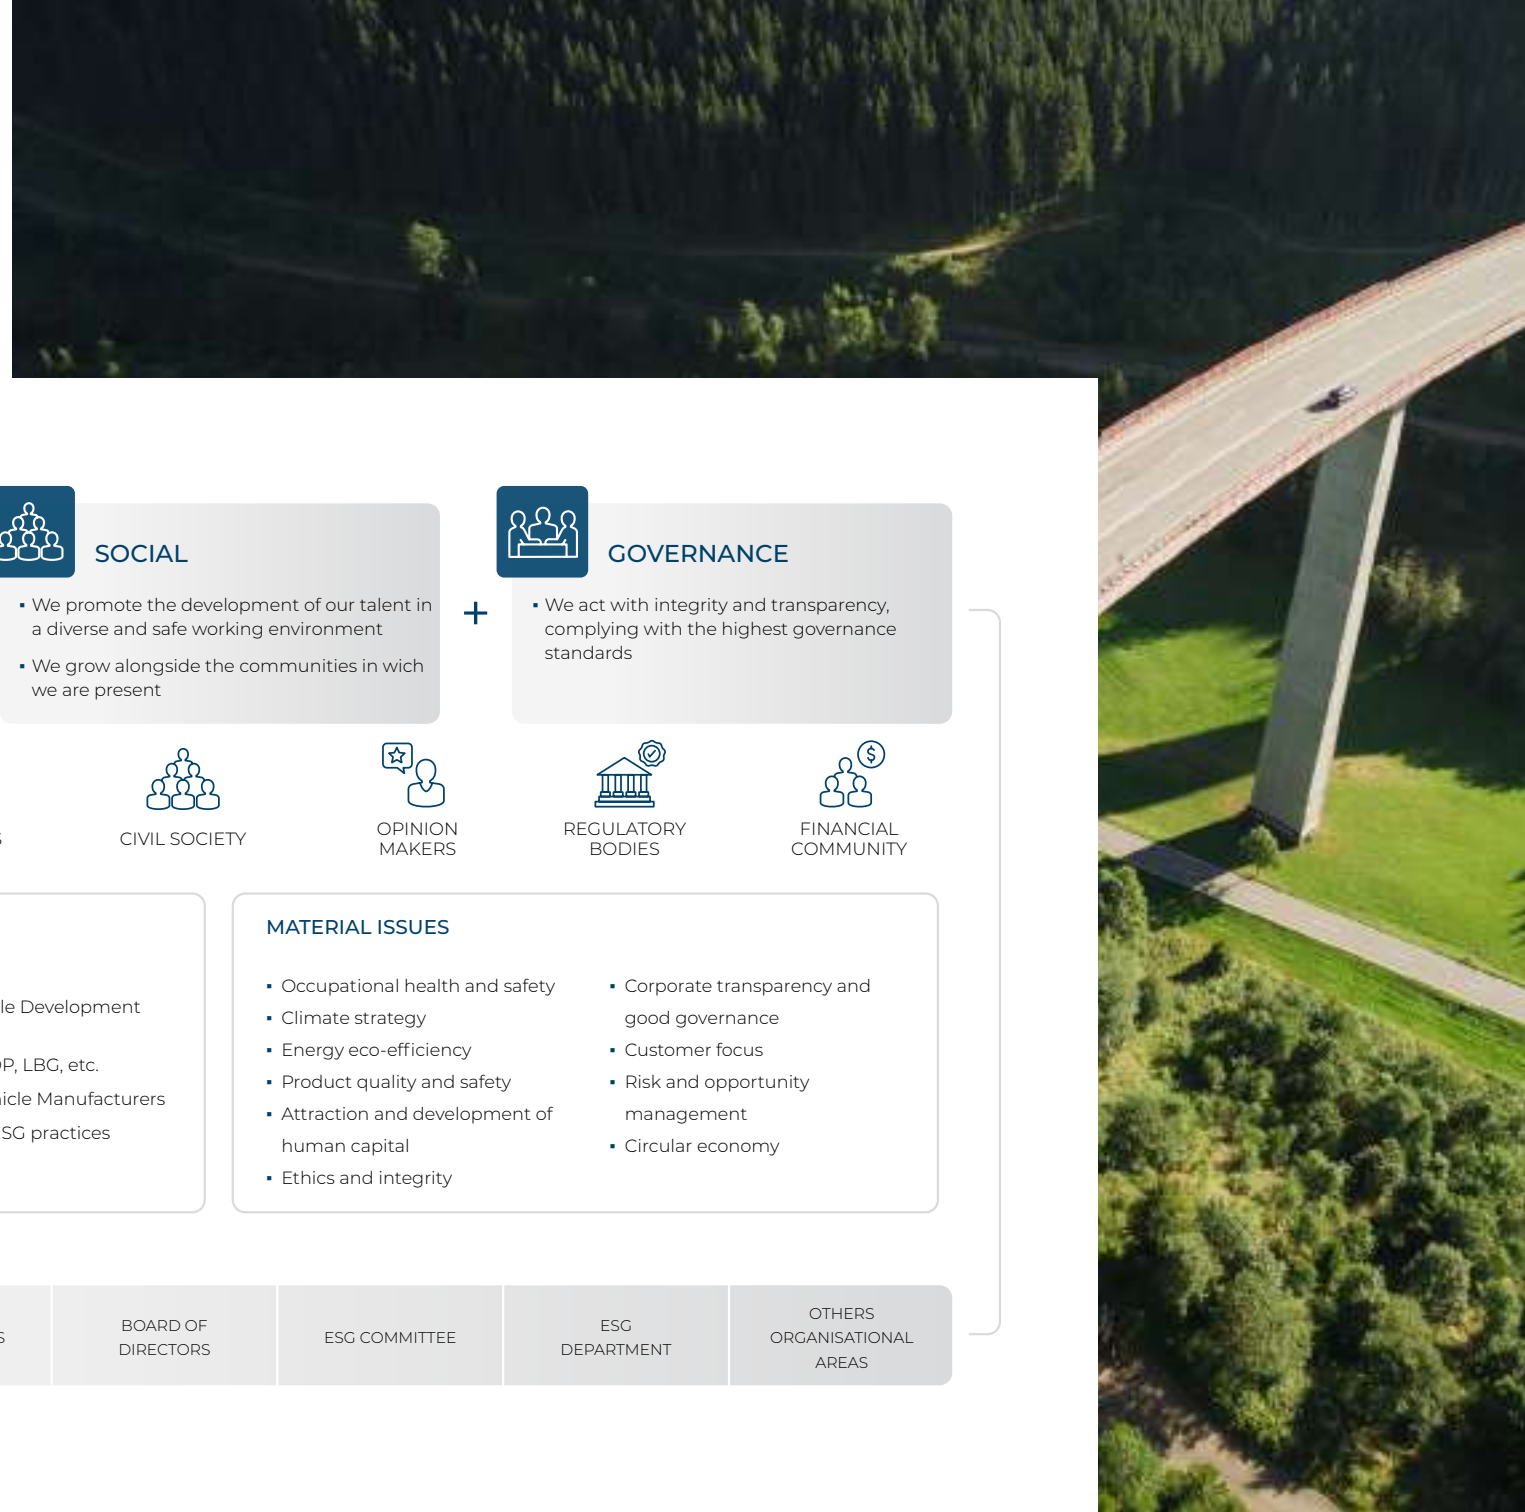 SOCIAL
▪ We promote the development of our talent in
a diverse and safe working environment
▪ We grow alongside the communities in wich
we are present
+
GOVERNANCE
▪ We act with integrity and transparency,
complying with the highest governance
standards
CIVIL SOCIETY
OPINION
MAKERS
REGULATORY
BODIES
FINANCIAL
COMMUNITY
Development
LBG, etc.
Manufacturers
practices
MATERIAL ISSUES
▪ Occupational health and safety
▪ Climate strategy
▪ Energy eco-efficiency
▪ Product quality and safety
▪ Attraction and development of
human capital
▪ Ethics and integrity
▪ Corporate transparency and
good governance
▪ Customer focus
▪ Risk and opportunity
management
▪ Circular economy
BOARD OF
DIRECTORS
ESG COMMITTEE
ESG
DEPARTMENT
OTHERS
ORGANISATIONAL
AREAS